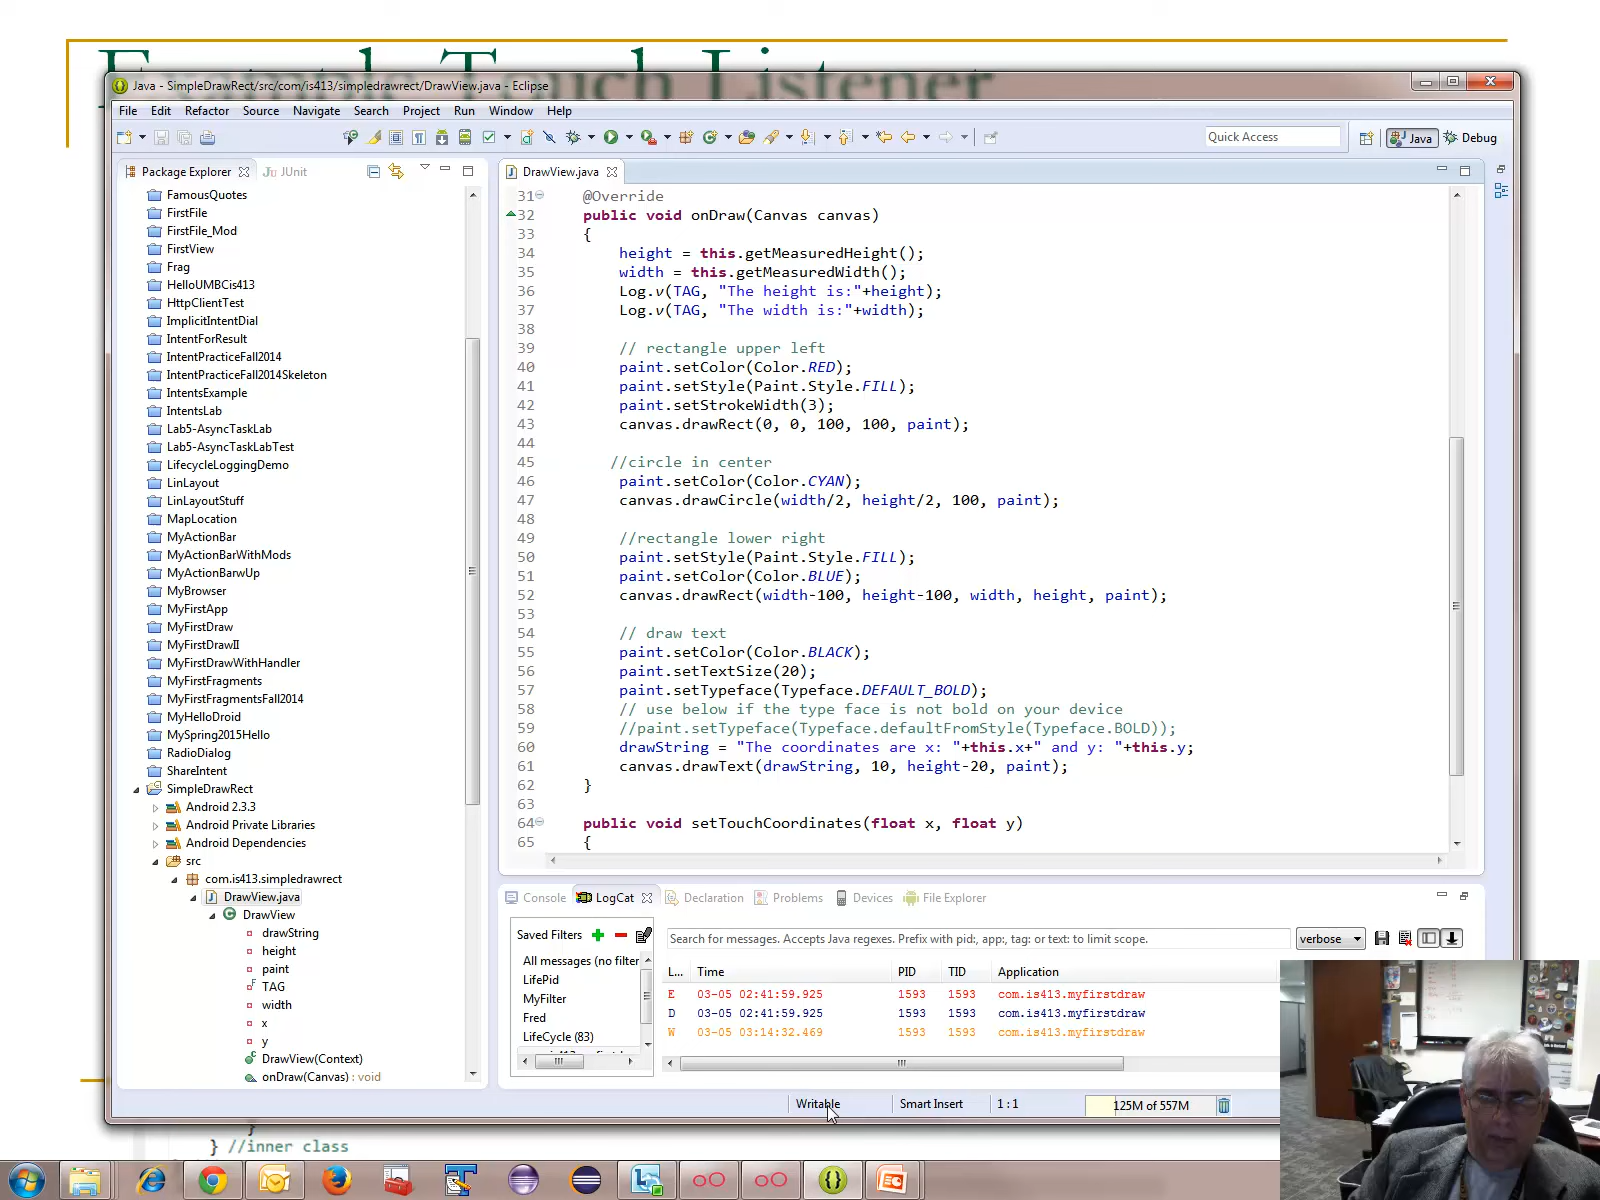 Example Touch Listener
Java - SimpleDrawRect/src/com/is413/simpledrawrect/DrawView.java - Eclipse
File Edit Refactor Source Navigate Search Project Run Window Help
Quick Access
Java
Debug
Package Explorer
JUnit
FamousQuotes
FirstFile
FirstFile_Mod
FirstView
Frag
HelloUMBCis413
HttpClientTest
ImplicitIntentDial
IntentForResult
IntentPracticeFall2014
IntentPracticeFall2014Skeleton
IntentsExample
IntentsLab
Lab5-AsyncTaskLab
Lab5-AsyncTaskLabTest
LifecycleLoggingDemo
LinLayout
LinLayoutStuff
MapLocation
MyActionBar
MyActionBarWithMods
MyActionBarwUp
MyBrowser
MyFirstApp
MyFirstDraw
MyFirstDrawII
MyFirstDrawWithHandler
MyFirstFragments
MyFirstFragmentsFall2014
MyHelloDroid
MySpring2015Hello
RadioDialog
ShareIntent
SimpleDrawRect
Android 2.3.3
Android Private Libraries
Android Dependencies
src
com.is413.simpledrawrect
DrawView.java
DrawView
drawString
height
paint
TAG
width
x
y
DrawView(Context)
onDraw(Canvas) : void
DrawView.java
31 @Override
32 public void onDraw(Canvas canvas)
33 {
34 height = this.getMeasuredHeight();
35 width = this.getMeasuredWidth();
36 Log.v(TAG, "The height is:"+height);
37 Log.v(TAG, "The width is:"+width);
38
39 // rectangle upper left
40 paint.setColor(Color.RED);
41 paint.setStyle(Paint.Style.FILL);
42 paint.setStrokeWidth(3);
43 canvas.drawRect(0, 0, 100, 100, paint);
44
45 //circle in center
46 paint.setColor(Color.CYAN);
47 canvas.drawCircle(width/2, height/2, 100, paint);
48
49 //rectangle lower right
50 paint.setStyle(Paint.Style.FILL);
51 paint.setColor(Color.BLUE);
52 canvas.drawRect(width-100, height-100, width, height, paint);
53
54 // draw text
55 paint.setColor(Color.BLACK);
56 paint.setTextSize(20);
57 paint.setTypeface(Typeface.DEFAULT_BOLD);
58 // use below if the type face is not bold on your device
59 //paint.setTypeface(Typeface.defaultFromStyle(Typeface.BOLD));
60 drawString = "The coordinates are x: "+this.x+" and y: "+this.y;
61 canvas.drawText(drawString, 10, height-20, paint);
62 }
63
64 public void setTouchCoordinates(float x, float y)
65 {
Console LogCat Declaration Problems Devices File Explorer
Saved Filters
All messages (no filter
LifePid
MyFilter
Fred
LifeCycle (83)
Search for messages. Accepts Java regexes. Prefix with pid:, app:, tag: or text: to limit scope.
verbose
L... Time PID TID Application
E 03-05 02:41:59.925 1593 1593 com.is413.myfirstdraw
D 03-05 02:41:59.925 1593 1593 com.is413.myfirstdraw
W 03-05 03:14:32.469 1593 1593 com.is413.myfirstdraw
Writable Smart Insert 1 : 1 125M of 557M
}
} //inner class